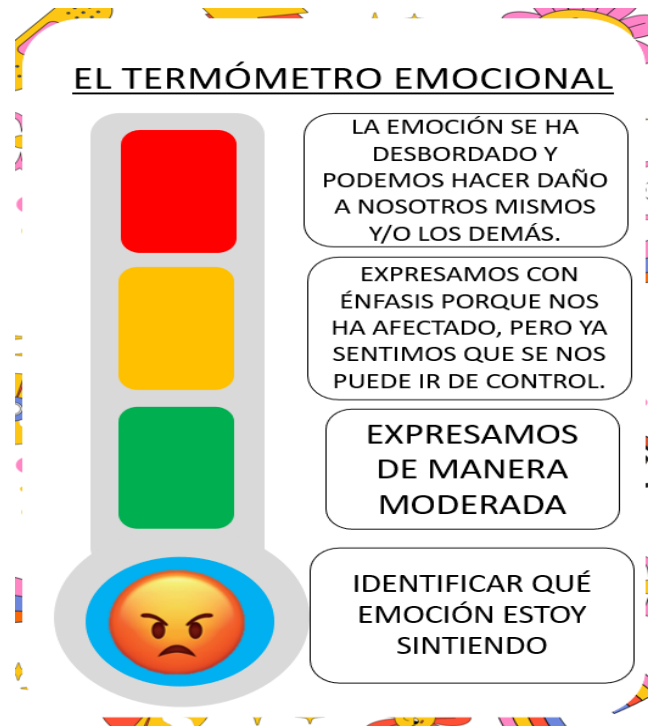 EL TERMÓMETRO EMOCIONAL
LA EMOCIÓN SE HA
DESBORDADO Y
PODEMOS HACER DAÑO
A NOSOTROS MISMOS
Y/O LOS DEMÁS.
EXPRESAMOS CON
ÉNFASIS PORQUE NOS
HA AFECTADO, PERO YA
SENTIMOS QUE SE NOS
PUEDE IR DE CONTROL.
EXPRESAMOS
DE MANERA
MODERADA
IDENTIFICAR QUÉ
EMOCIÓN ESTOY
SINTIENDO